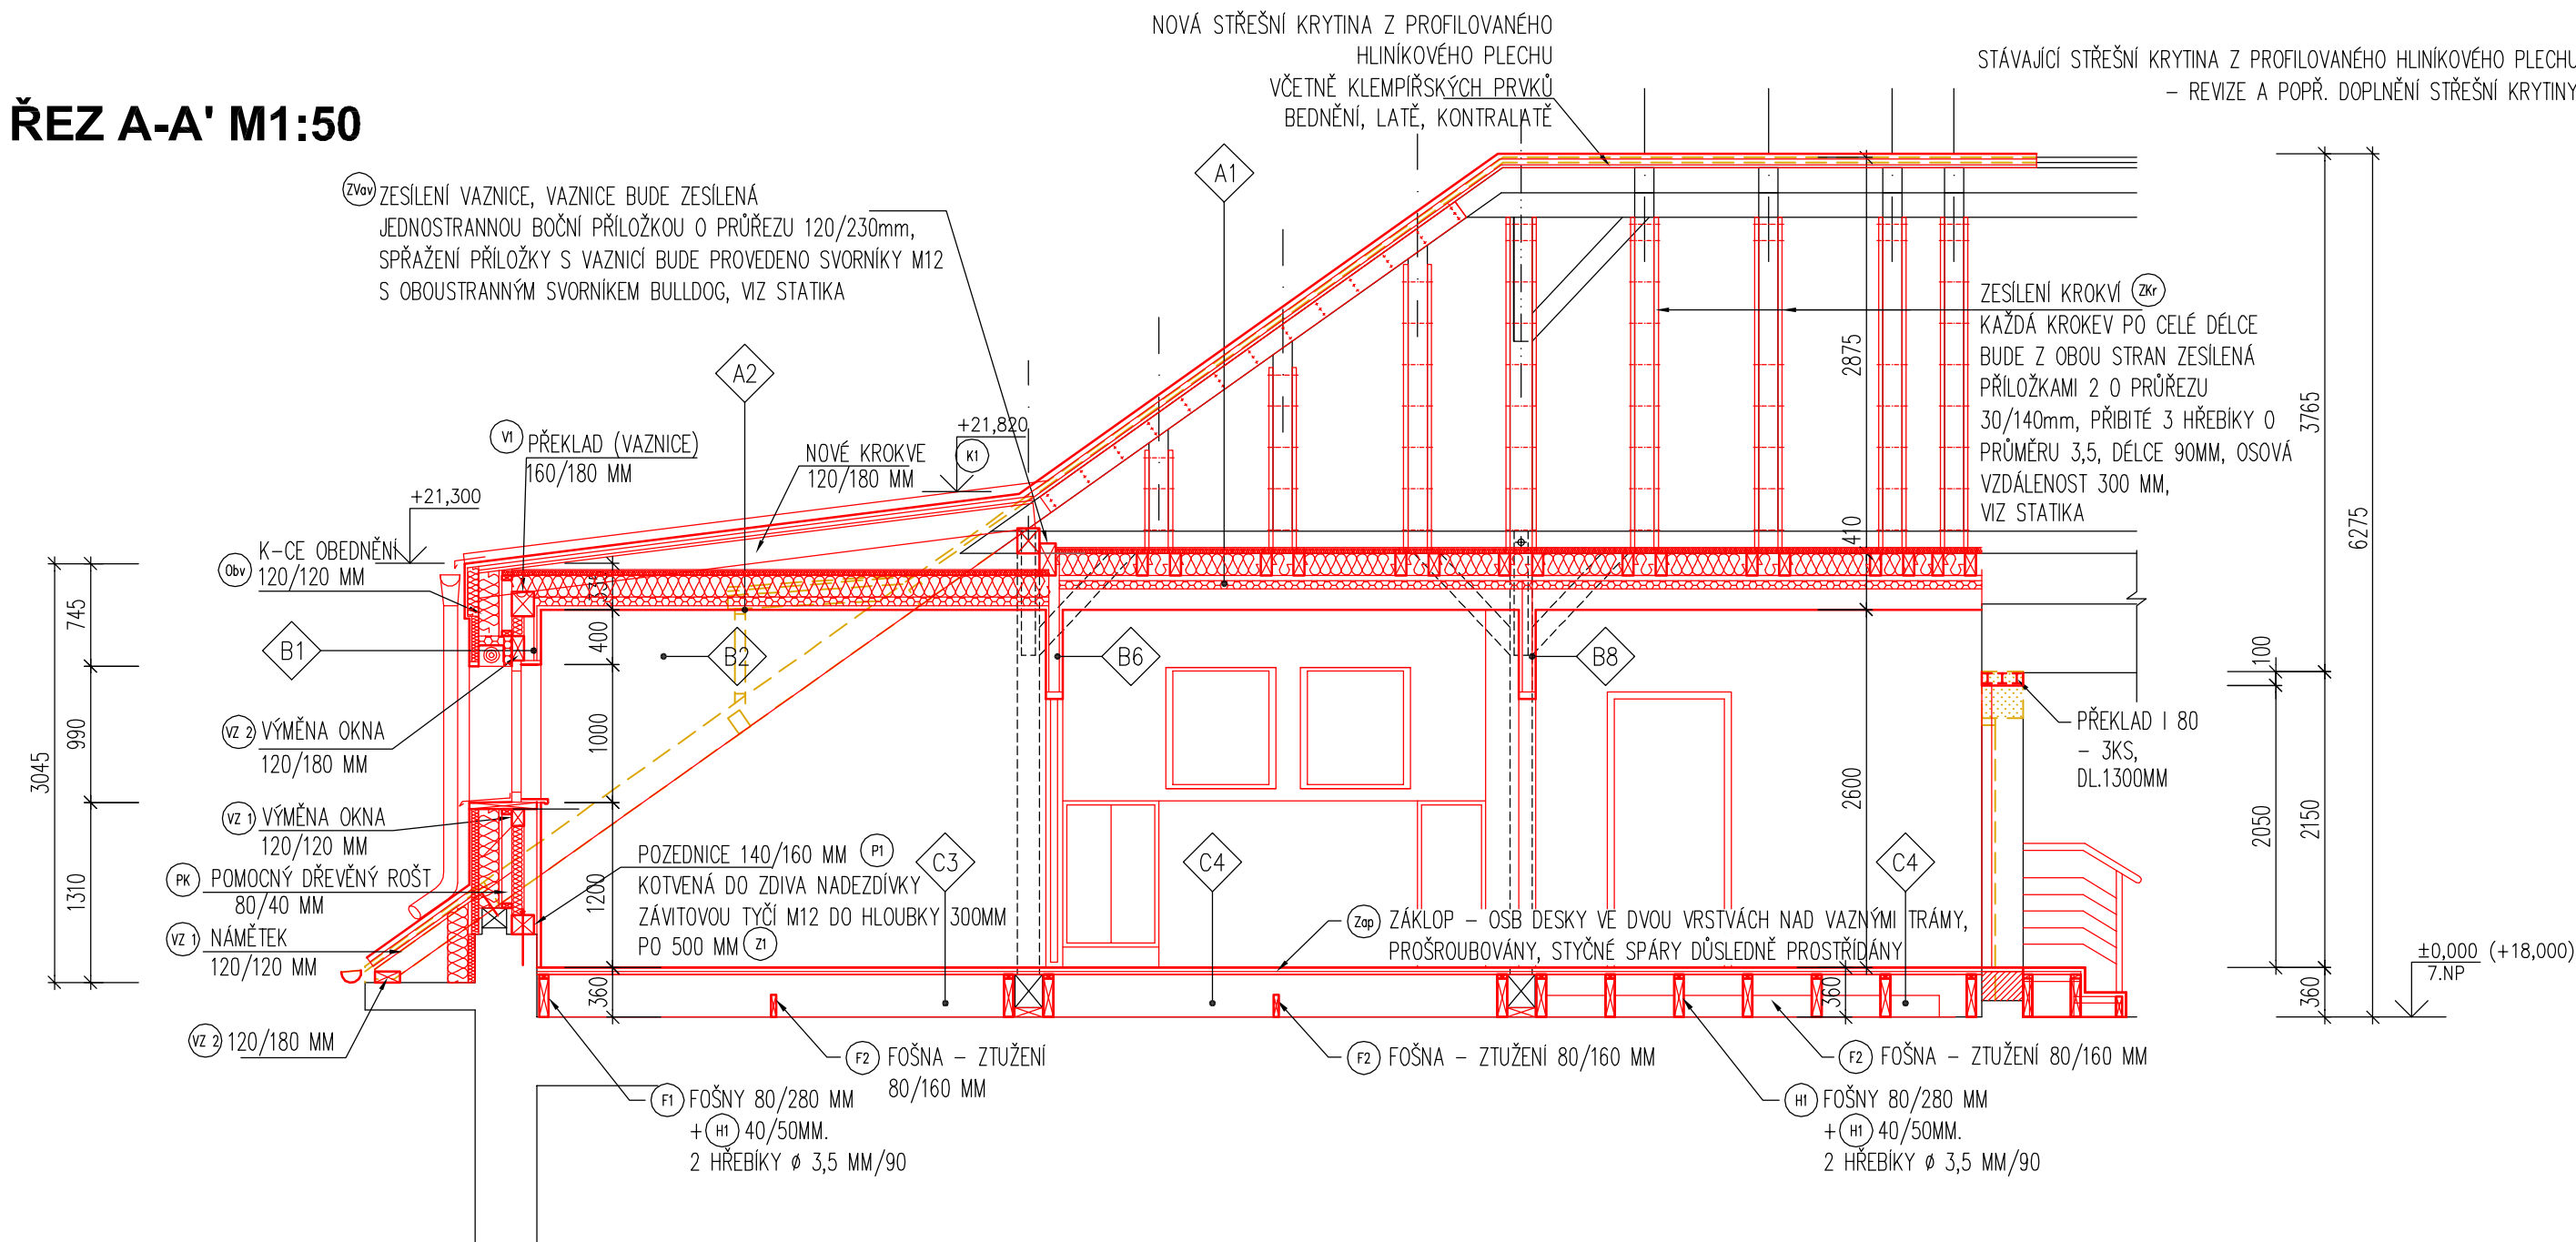 ŘEZ A-A' M1:50
NOVÁ STŘEŠNÍ KRYTINA Z PROFILOVANÉHO
HLINÍKOVÉHO PLECHU
VČETNĚ KLEMPÍŘSKÝCH PRVKŮ
BEDNĚNÍ, LATĚ, KONTRALATĚ
STÁVAJÍCÍ STŘEŠNÍ KRYTINA Z PROFILOVANÉHO HLINÍKOVÉHO PLECHU
– REVIZE A POPŘ. DOPLNĚNÍ STŘEŠNÍ KRYTINY
ZVav ZESÍLENÍ VAZNICE, VAZNICE BUDE ZESÍLENÁ
JEDNOSTRANNOU BOČNÍ PŘÍLOŽKOU O PRŮŘEZU 120/230mm,
SPŘAŽENÍ PŘÍLOŽKY S VAZNICÍ BUDE PROVEDENO SVORNÍKY M12
S OBOUSTRANNÝM SVORNÍKEM BULLDOG, VIZ STATIKA
A1
A2
ZESÍLENÍ KROKVÍ ZKr
KAŽDÁ KROKEV PO CELÉ DÉLCE
BUDE Z OBOU STRAN ZESÍLENÁ
PŘÍLOŽKAMI 2 O PRŮŘEZU
30/140mm, PŘIBITÉ 3 HŘEBÍKY O
PRŮMĚRU 3,5, DÉLCE 90MM, OSOVÁ
VZDÁLENOST 300 MM,
VIZ STATIKA
V1 PŘEKLAD (VAZNICE)
160/180 MM
NOVÉ KROKVE K1
120/180 MM
+21,820
+21,300
Obv K-CE OBEDNĚNÍ
120/120 MM
B1
B2
B6
B8
VZ 2 VÝMĚNA OKNA
120/180 MM
VZ 1 VÝMĚNA OKNA
120/120 MM
PK POMOCNÝ DŘEVĚNÝ ROŠT
80/40 MM
VZ 1 NÁMĚTEK
120/120 MM
VZ 2 120/180 MM
POZEDNICE 140/160 MM P1
KOTVENÁ DO ZDIVA NADEZDÍVKY
ZÁVITOVOU TYČÍ M12 DO HLOUBKY 300MM
PO 500 MM Z1
C3
C4
C4
Zap ZÁKLOP – OSB DESKY VE DVOU VRSTVÁCH NAD VAZNÝMI TRÁMY,
PROŠROUBOVÁNY, STYČNÉ SPÁRY DŮSLEDNĚ PROSTŘÍDÁNY
PŘEKLAD I 80
– 3KS,
DL.1300MM
±0,000 (+18,000)
7.NP
F2 FOŠNA – ZTUŽENÍ
80/160 MM
F2 FOŠNA – ZTUŽENÍ 80/160 MM
F2 FOŠNA – ZTUŽENÍ 80/160 MM
F1 FOŠNY 80/280 MM
+ H1 40/50MM.
2 HŘEBÍKY ø 3,5 MM/90
H1 FOŠNY 80/280 MM
+ H1 40/50MM.
2 HŘEBÍKY ø 3,5 MM/90
3045
745
990
1310
400
1000
1200
360
2875
410
2600
360
100
2050
3765
2150
360
6275